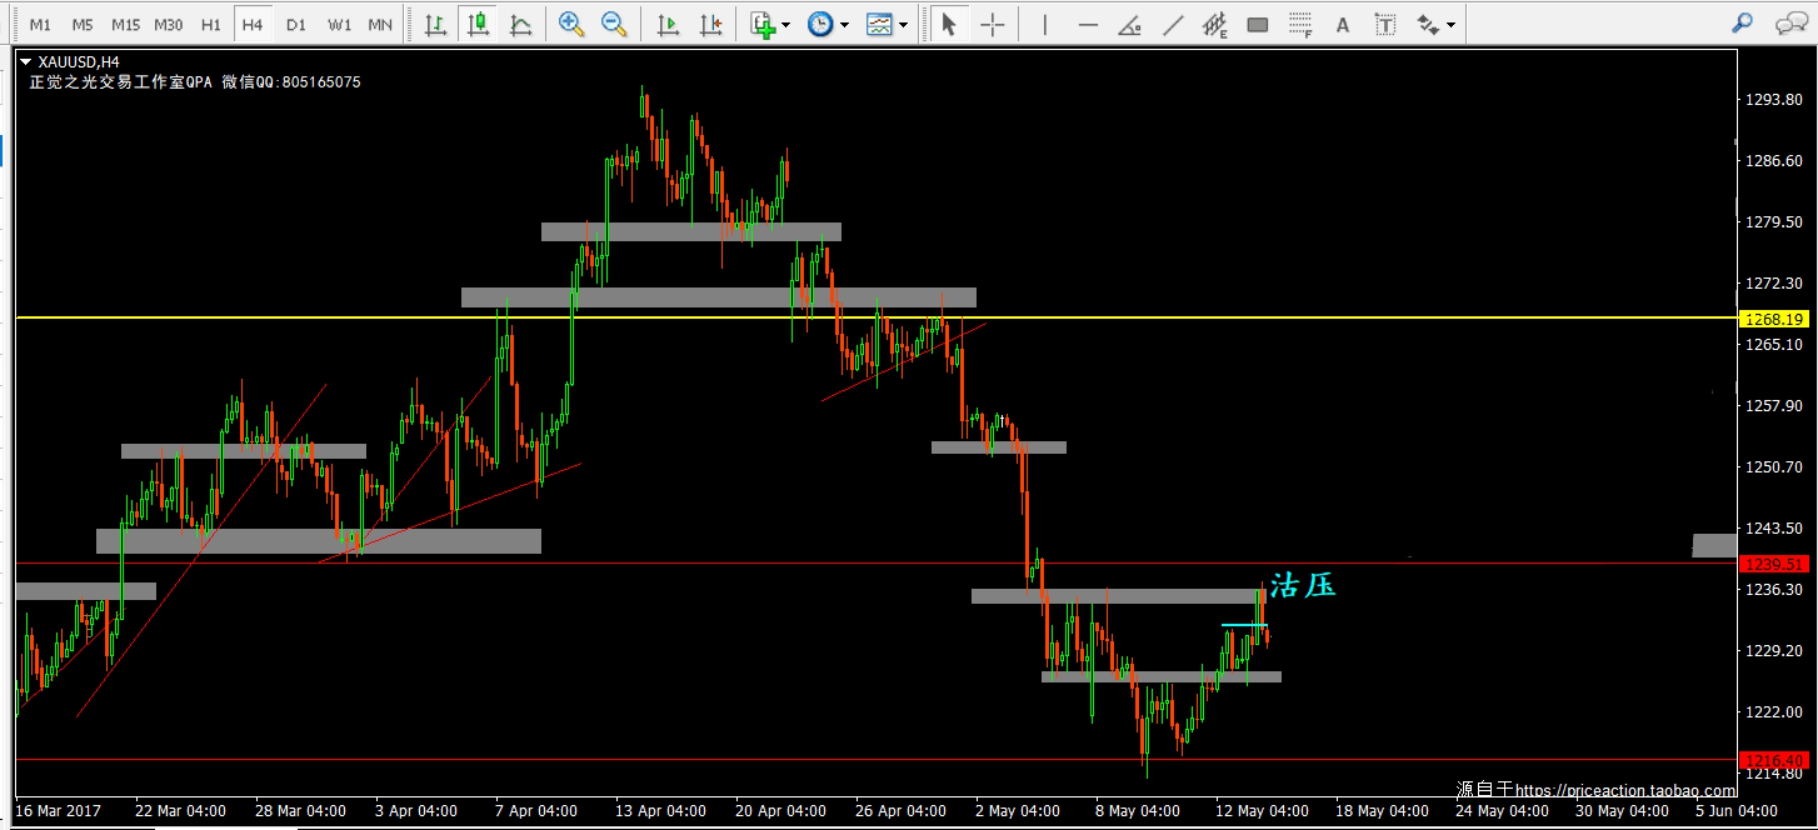 M1 M5 M15 M30 H1 H4 D1 W1 MN E F A T
XAUUSD,H4
正觉之光交易工作室QPA 微信QQ:805165075
1293.80
1286.60
1279.50
1272.30
1268.19
1265.10
1257.90
1250.70
1243.50
1239.51
沽压
1236.30
1229.20
1222.00
1216.40
1214.80
源自于https://priceaction.taobao.com
16 Mar 2017 22 Mar 04:00 28 Mar 04:00 3 Apr 04:00 7 Apr 04:00 13 Apr 04:00 20 Apr 04:00 26 Apr 04:00 2 May 04:00 8 May 04:00 12 May 04:00 18 May 04:00 24 May 04:00 30 May 04:00 5 Jun 04:00